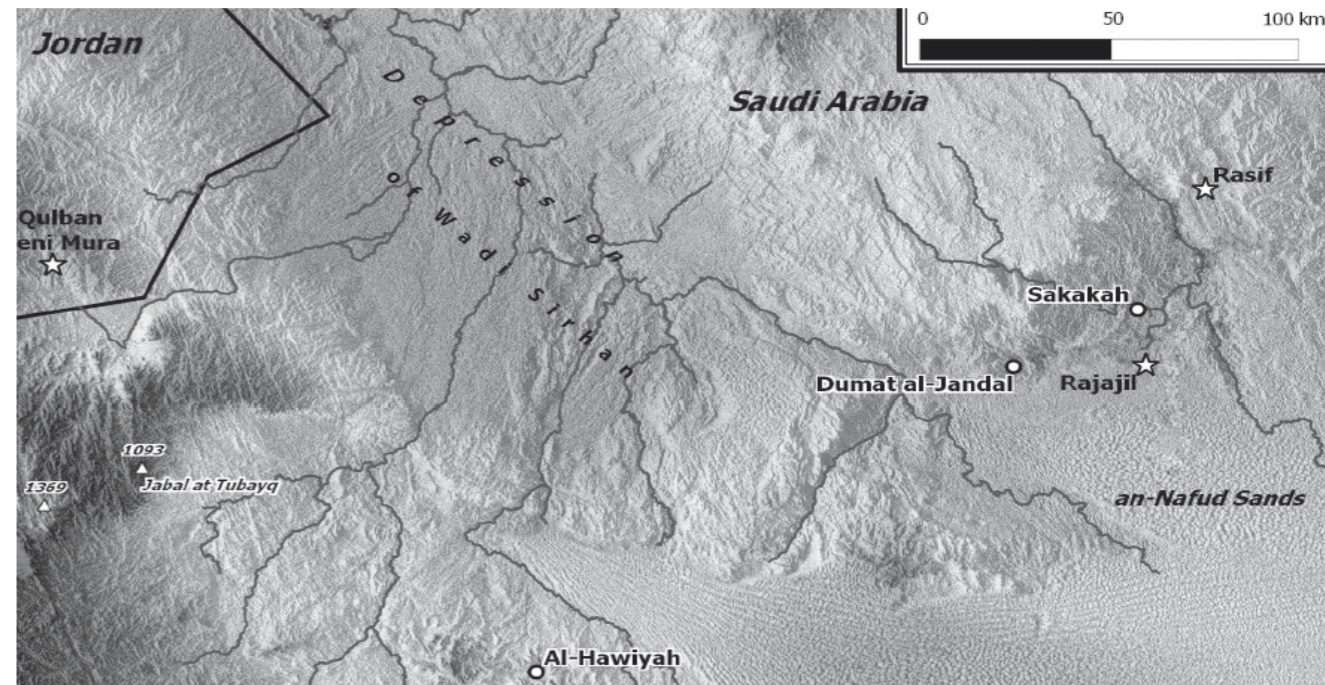 0 50 100 km
Jordan
Depression
of Wadi Sirhan
Saudi Arabia
Rasif
Qulban
eni Mura
Sakakah
Dumat al-Jandal
Rajajil
1093
1369
Jabal at Tubayq
an-Nafud Sands
Al-Hawiyah